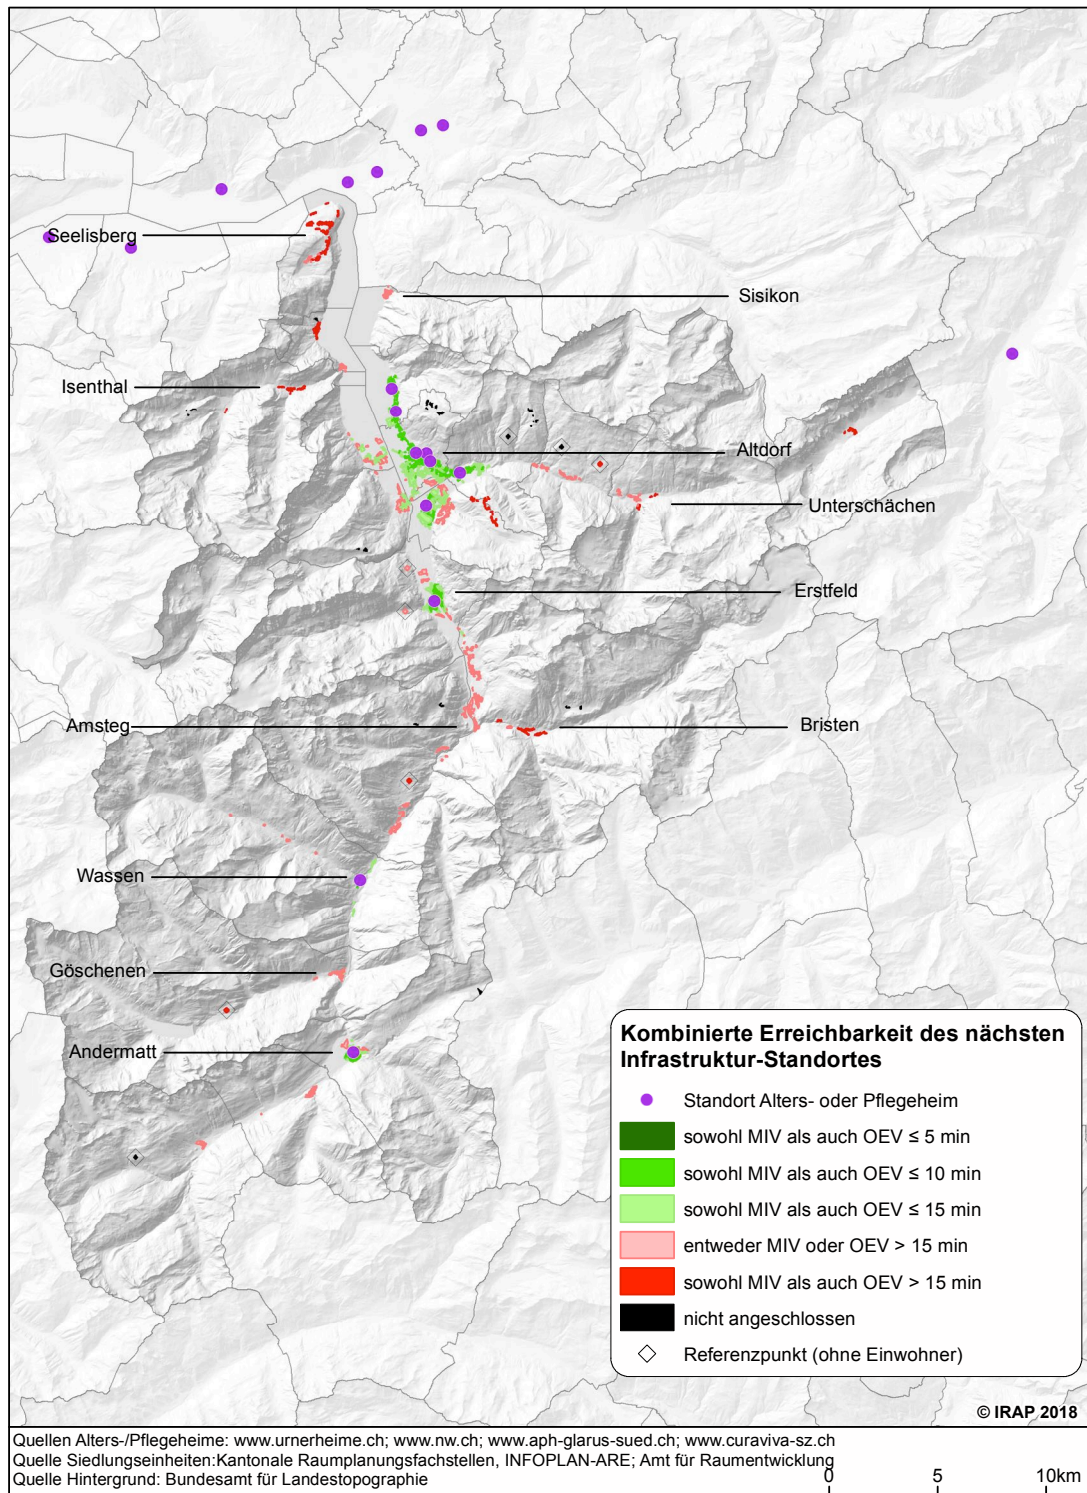 Seelisberg
Sisikon
Isenthal
Altdorf
Unterschächen
Erstfeld
Amsteg
Bristen
Wassen
Göschenen
Andermatt
Kombinierte Erreichbarkeit des nächsten
Infrastruktur-Standortes
Standort Alters- oder Pflegeheim
sowohl MIV als auch OEV ≤ 5 min
sowohl MIV als auch OEV ≤ 10 min
sowohl MIV als auch OEV ≤ 15 min
entweder MIV oder OEV > 15 min
sowohl MIV als auch OEV > 15 min
nicht angeschlossen
Referenzpunkt (ohne Einwohner)
© IRAP 2018
Quellen Alters-/Pflegeheime: www.urnerheime.ch; www.nw.ch; www.aph-glarus-sued.ch; www.curaviva-sz.ch
Quelle Siedlungseinheiten:Kantonale Raumplanungsfachstellen, INFOPLAN-ARE; Amt für Raumentwicklung
Quelle Hintergrund: Bundesamt für Landestopographie
0 5 10km